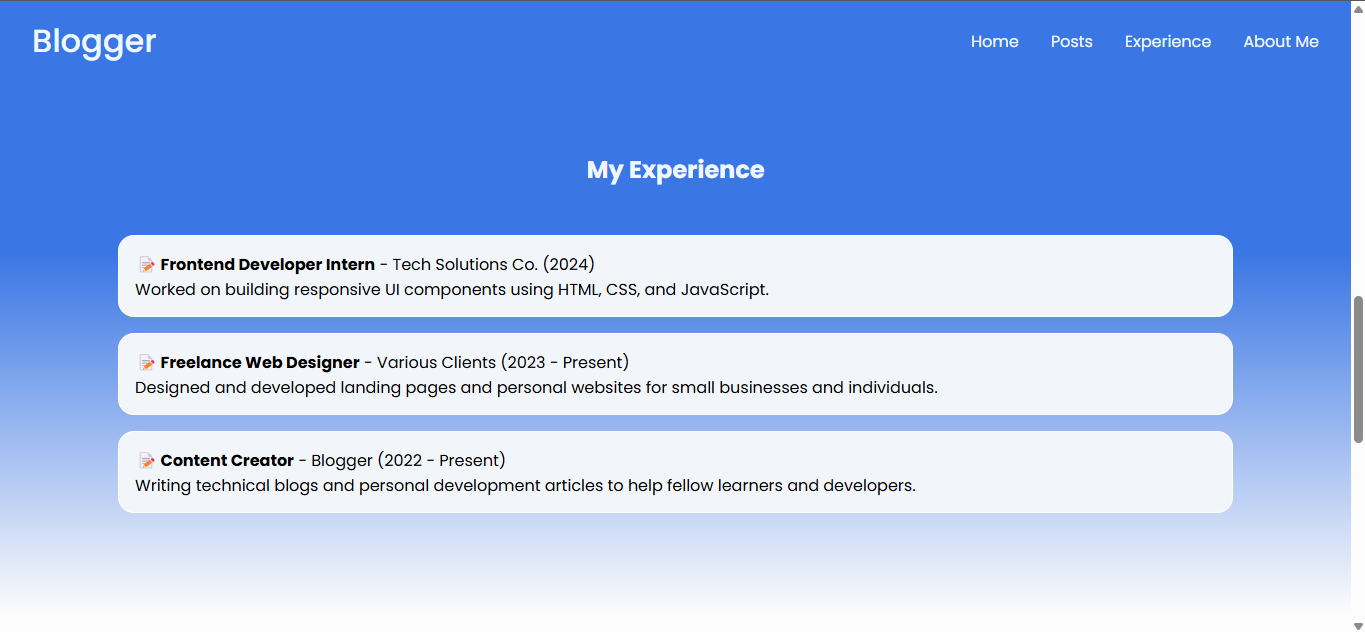 Blogger
Home Posts Experience About Me
My Experience
📝 Frontend Developer Intern - Tech Solutions Co. (2024)
Worked on building responsive UI components using HTML, CSS, and JavaScript.
📝 Freelance Web Designer - Various Clients (2023 - Present)
Designed and developed landing pages and personal websites for small businesses and individuals.
📝 Content Creator - Blogger (2022 - Present)
Writing technical blogs and personal development articles to help fellow learners and developers.